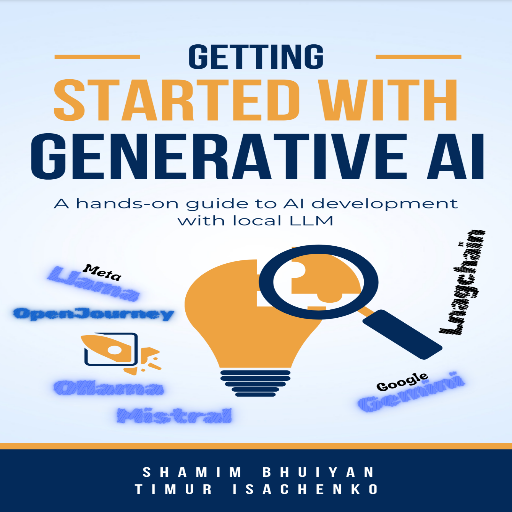 GETTING
STARTED WITH
GENERATIVE AI
A hands-on guide to AI development
with local LLM
Meta
Llama
OpenJourney
Ollama
Mistral
Lnagchain
Google
Gemini
SHAMIM BHUIYAN
TIMUR ISACHENKO